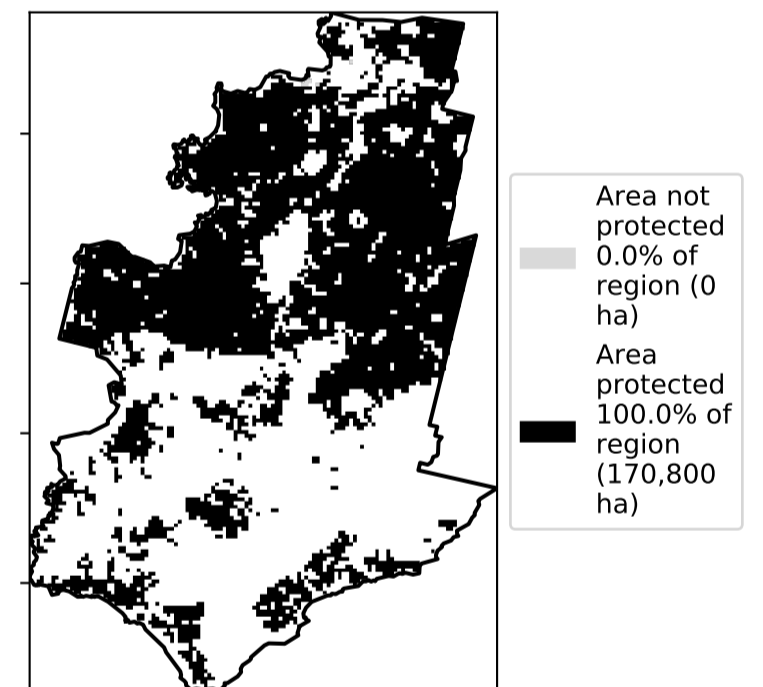 Area not
protected
0.0% of
region (0
ha)
Area
protected
100.0% of
region
(170,800
ha)